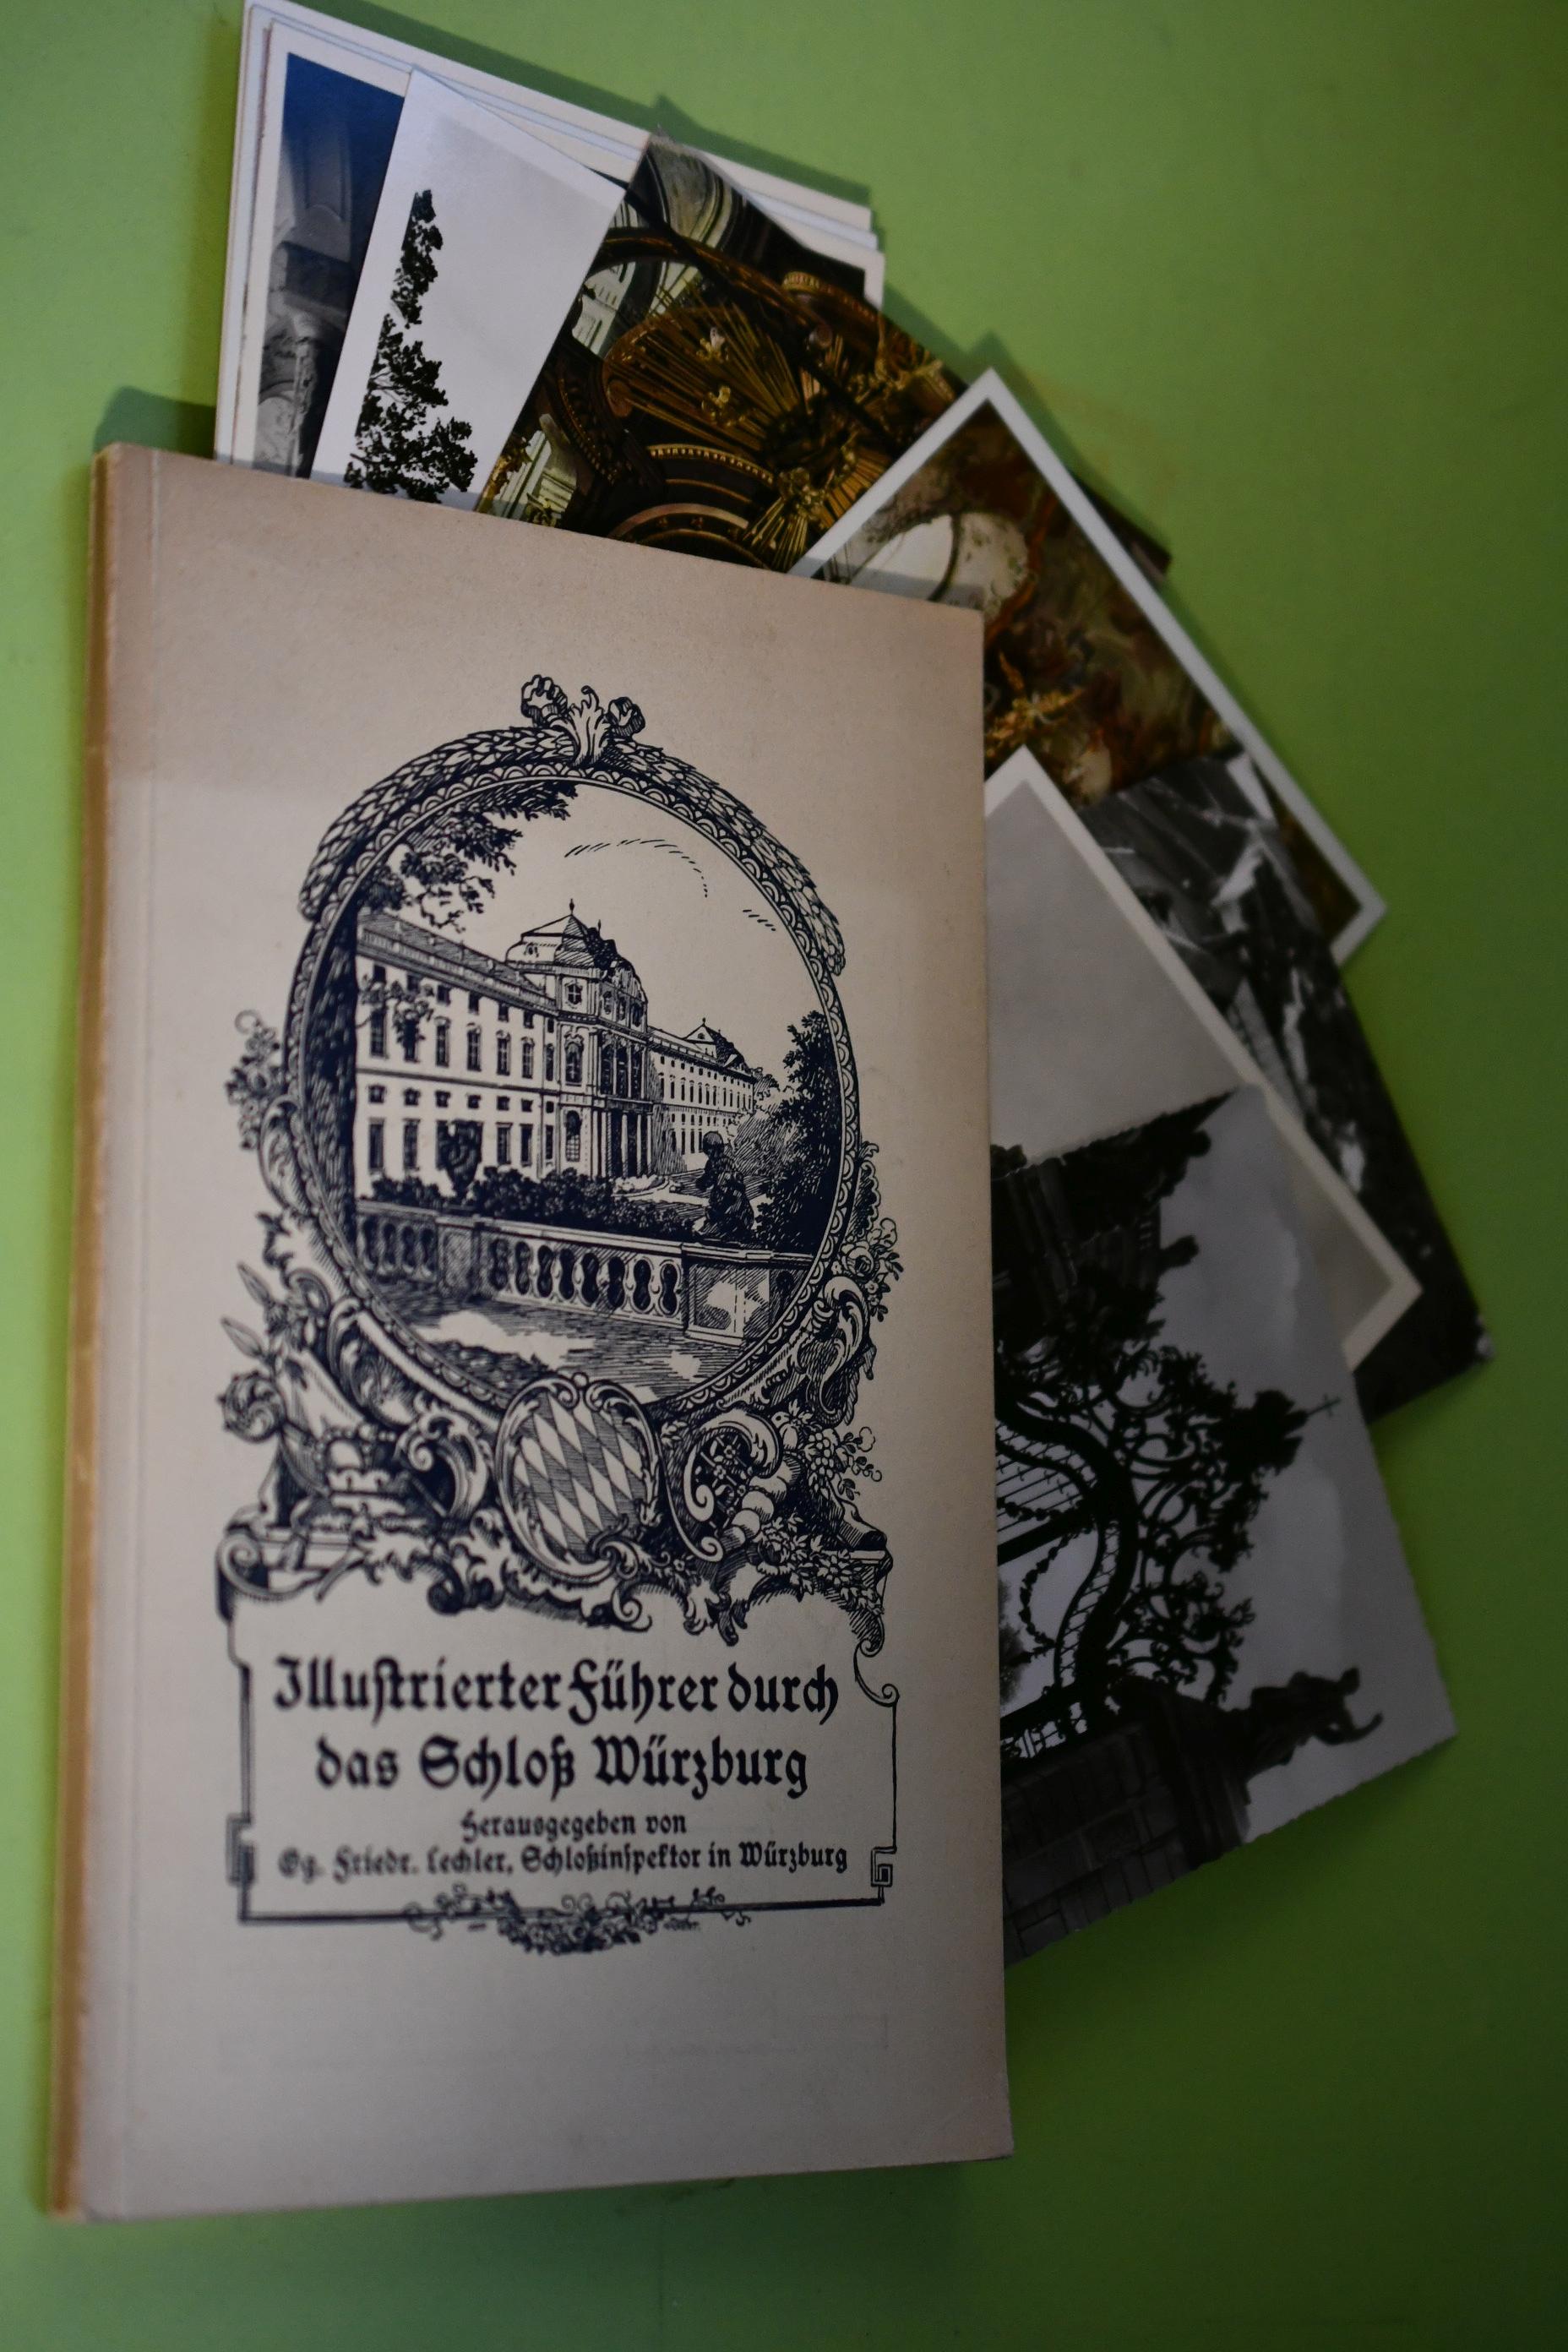 Illustrierter Führer durch
das Schloß Würzburg
Herausgegeben von
Gg. Friedr. Lechler, Schloßinspektor in Würzburg